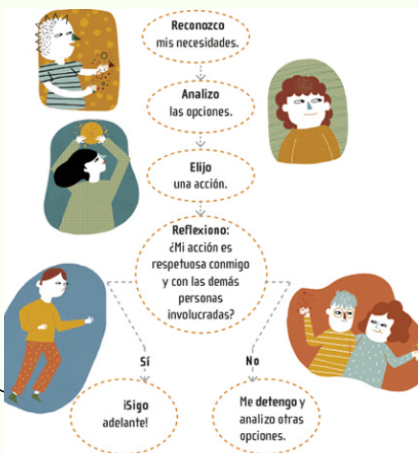 Reconozco
mis necesidades.
Analizo
las opciones.
Elijo
una acción.
Reflexiono:
¿Mi acción es
respetuosa conmigo
y con las demás
personas
involucradas?
Sí
No
¡Sigo
adelante!
Me detengo y
analizo otras
opciones.